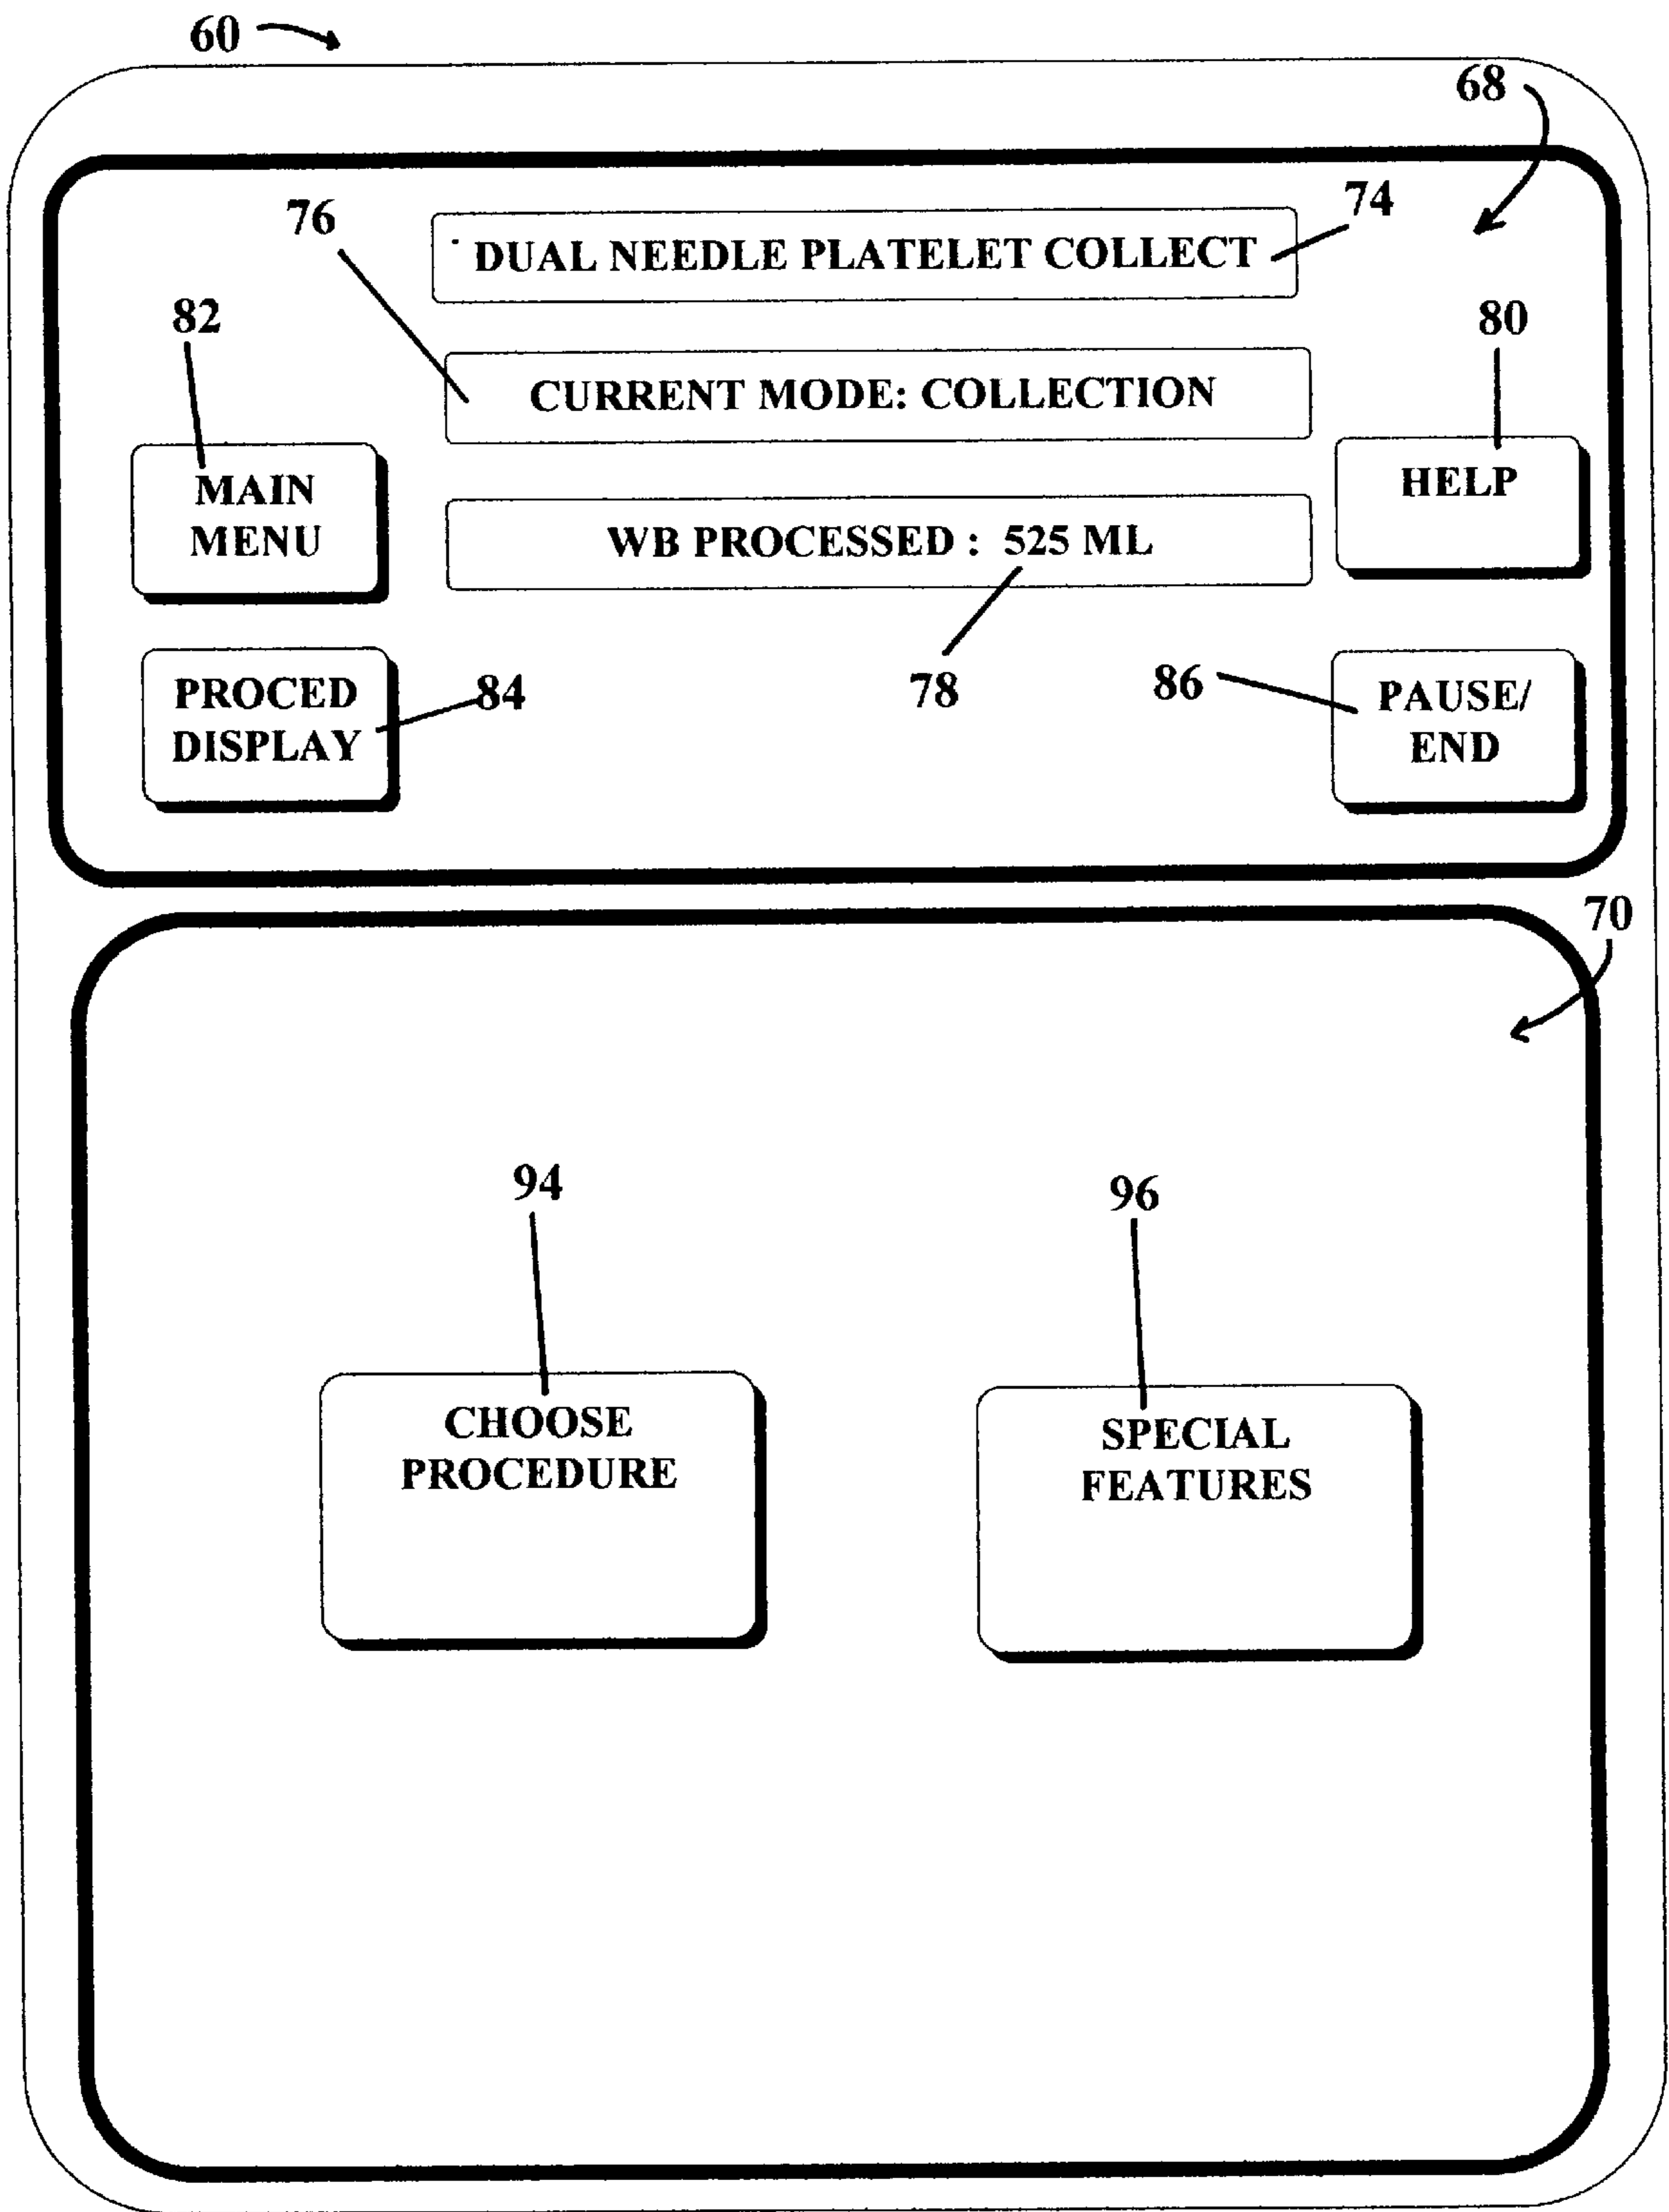 60
68
76
74
DUAL NEEDLE PLATELET COLLECT
82
80
CURRENT MODE: COLLECTION
MAIN
MENU
HELP
WB PROCESSED : 525 ML
PROCED
DISPLAY
84
78
86
PAUSE/
END
70
94
96
CHOOSE
PROCEDURE
SPECIAL
FEATURES